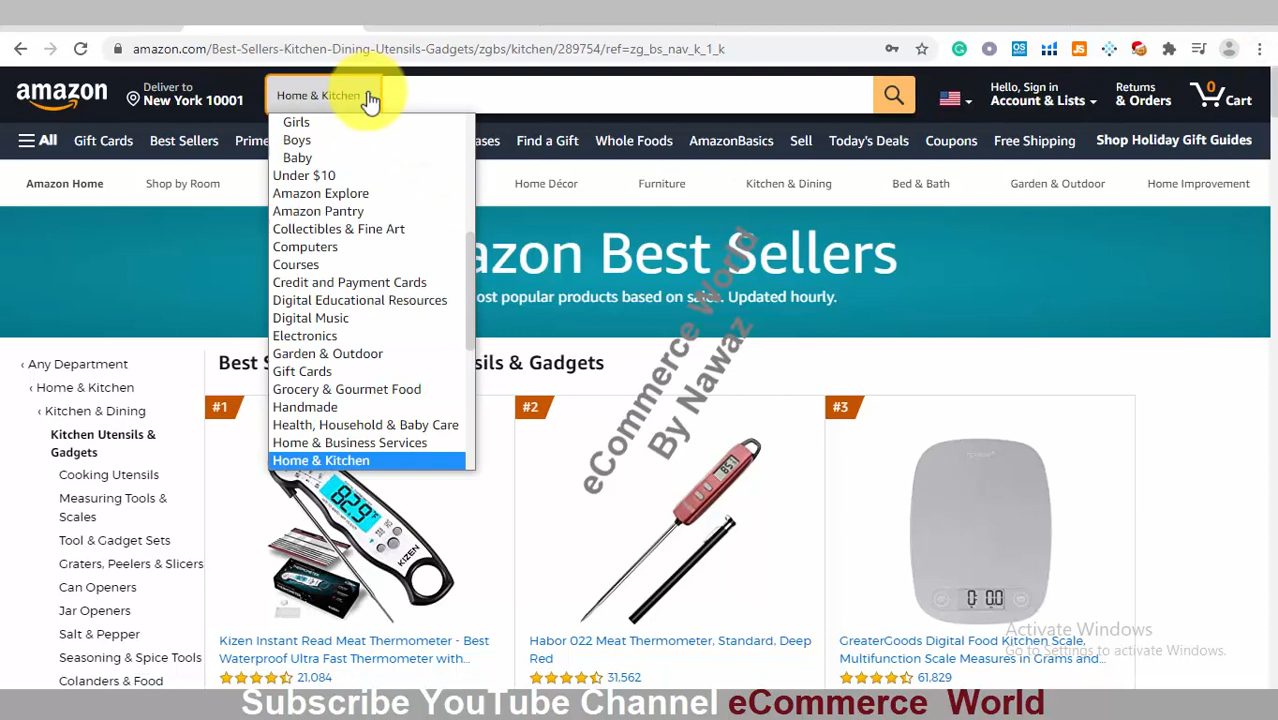 amazon.com/Best-Sellers-Kitchen-Dining-Utensils-Gadgets/zgbs/kitchen/289754/ref=zg_bs_nav_k_1_k
amazon
Deliver to
New York 10001
Home & Kitchen
Hello, Sign in
Account & Lists
Returns
& Orders
0
Cart
All
Gift Cards
Best Sellers
Find a Gift
Whole Foods
AmazonBasics
Sell
Today's Deals
Coupons
Free Shipping
Shop Holiday Gift Guides
Amazon Home
Shop by Room
Home Décor
Furniture
Kitchen & Dining
Bed & Bath
Garden & Outdoor
Home Improvement
Girls
Boys
Baby
Under $10
Amazon Explore
Amazon Pantry
Collectibles & Fine Art
Computers
Courses
Credit and Payment Cards
Digital Educational Resources
Digital Music
Electronics
Garden & Outdoor
Gift Cards
Grocery & Gourmet Food
Handmade
Health, Household & Baby Care
Home & Business Services
Home & Kitchen
azon Best Sellers
most popular products based on sales. Updated hourly.
eCommerce World
By Nawaz
‹ Any Department
‹ Home & Kitchen
‹ Kitchen & Dining
Kitchen Utensils &
Gadgets
Cooking Utensils
Measuring Tools &
Scales
Tool & Gadget Sets
Graters, Peelers & Slicers
Can Openers
Jar Openers
Salt & Pepper
Seasoning & Spice Tools
Colanders & Food
Utensils & Gadgets
#1
#2
#3
82.9
KIZEN
Kizen Instant Read Meat Thermometer - Best
Waterproof Ultra Fast Thermometer with...
21,084
Habor 022 Meat Thermometer, Standard, Deep
Red
31,562
GreaterGoods Digital Food Kitchen Scale,
Multifunction Scale Measures in Grams and...
61,829
Activate Windows
Go to Settings to activate Windows.
Subscribe YouTube Channel eCommerce World